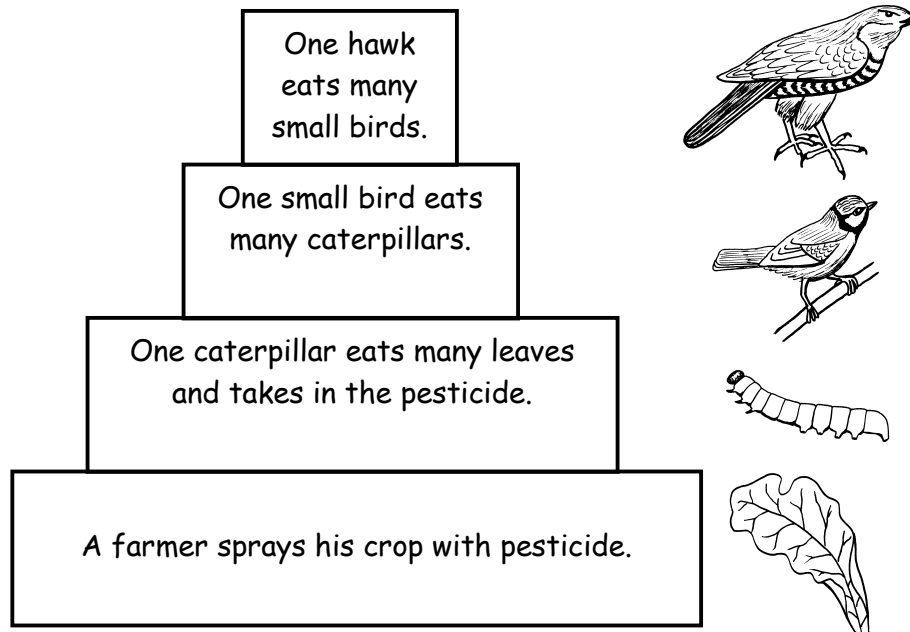 One hawk
eats many
small birds.
One small bird eats
many caterpillars.
One caterpillar eats many leaves
and takes in the pesticide.
A farmer sprays his crop with pesticide.